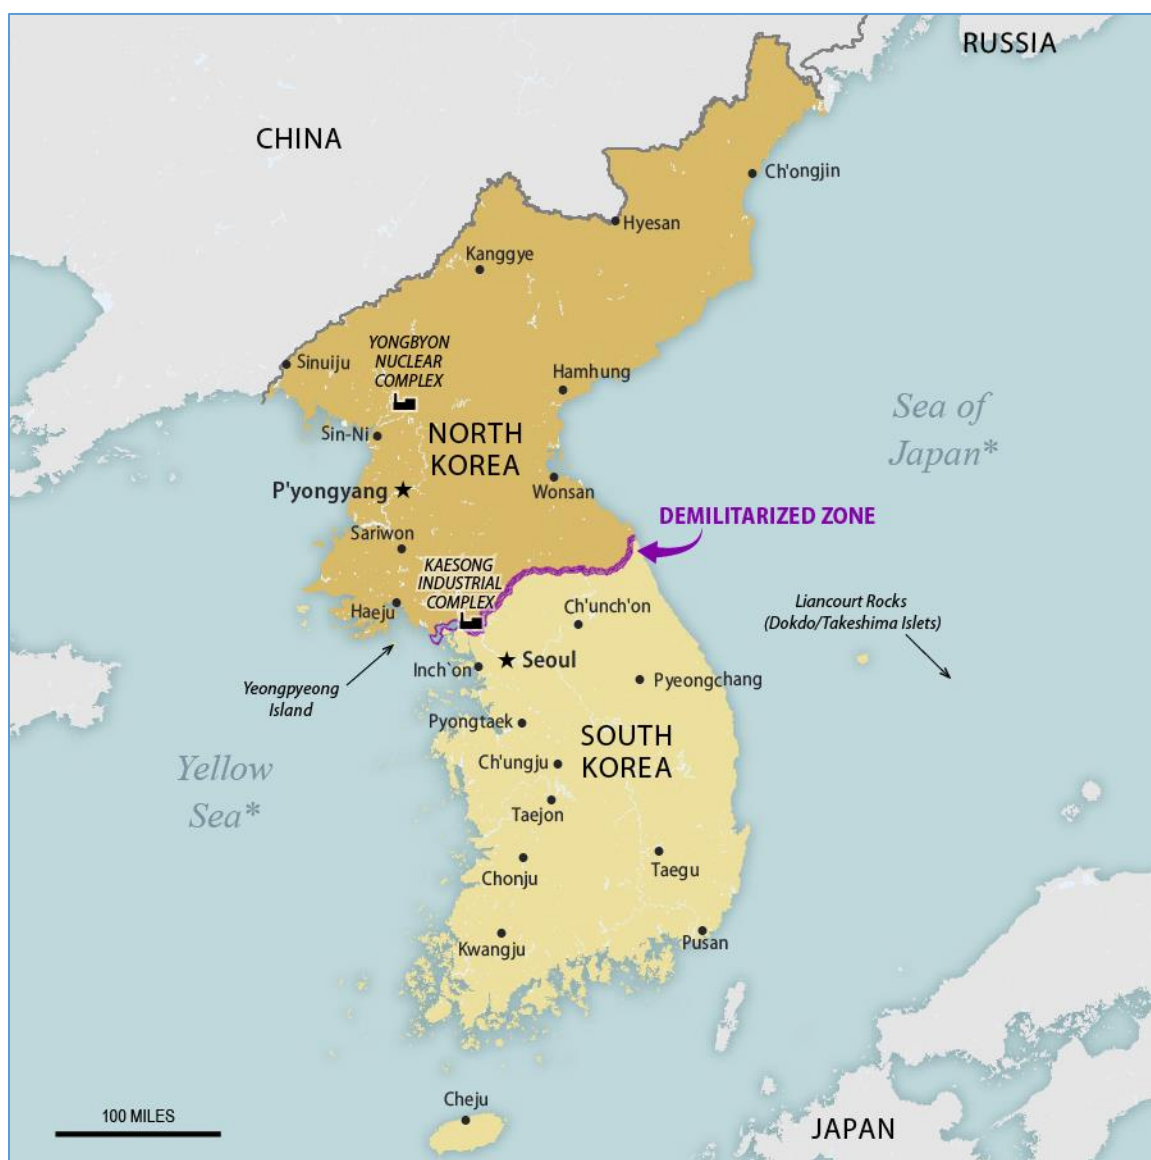 RUSSIA
CHINA
Ch'ongjin
Hyesan
Kanggye
YONGBYON
NUCLEAR
COMPLEX
Sinuiju
Hamhung
Sea of
Japan*
Sin-Ni
NORTH
KOREA
P'yongyang
Wonsan
DEMILITARIZED ZONE
Sariwon
KAESONG
INDUSTRIAL
COMPLEX
Haeju
Ch'unch'on
Liancourt Rocks
(Dokdo/Takeshima Islets)
Seoul
Inch`on
Yeongpyeong
Island
Pyeongchang
Pyongtaek
SOUTH
KOREA
Yellow
Sea*
Ch'ungju
Taejon
Chonju
Taegu
Kwangju
Pusan
Cheju
100 MILES
JAPAN